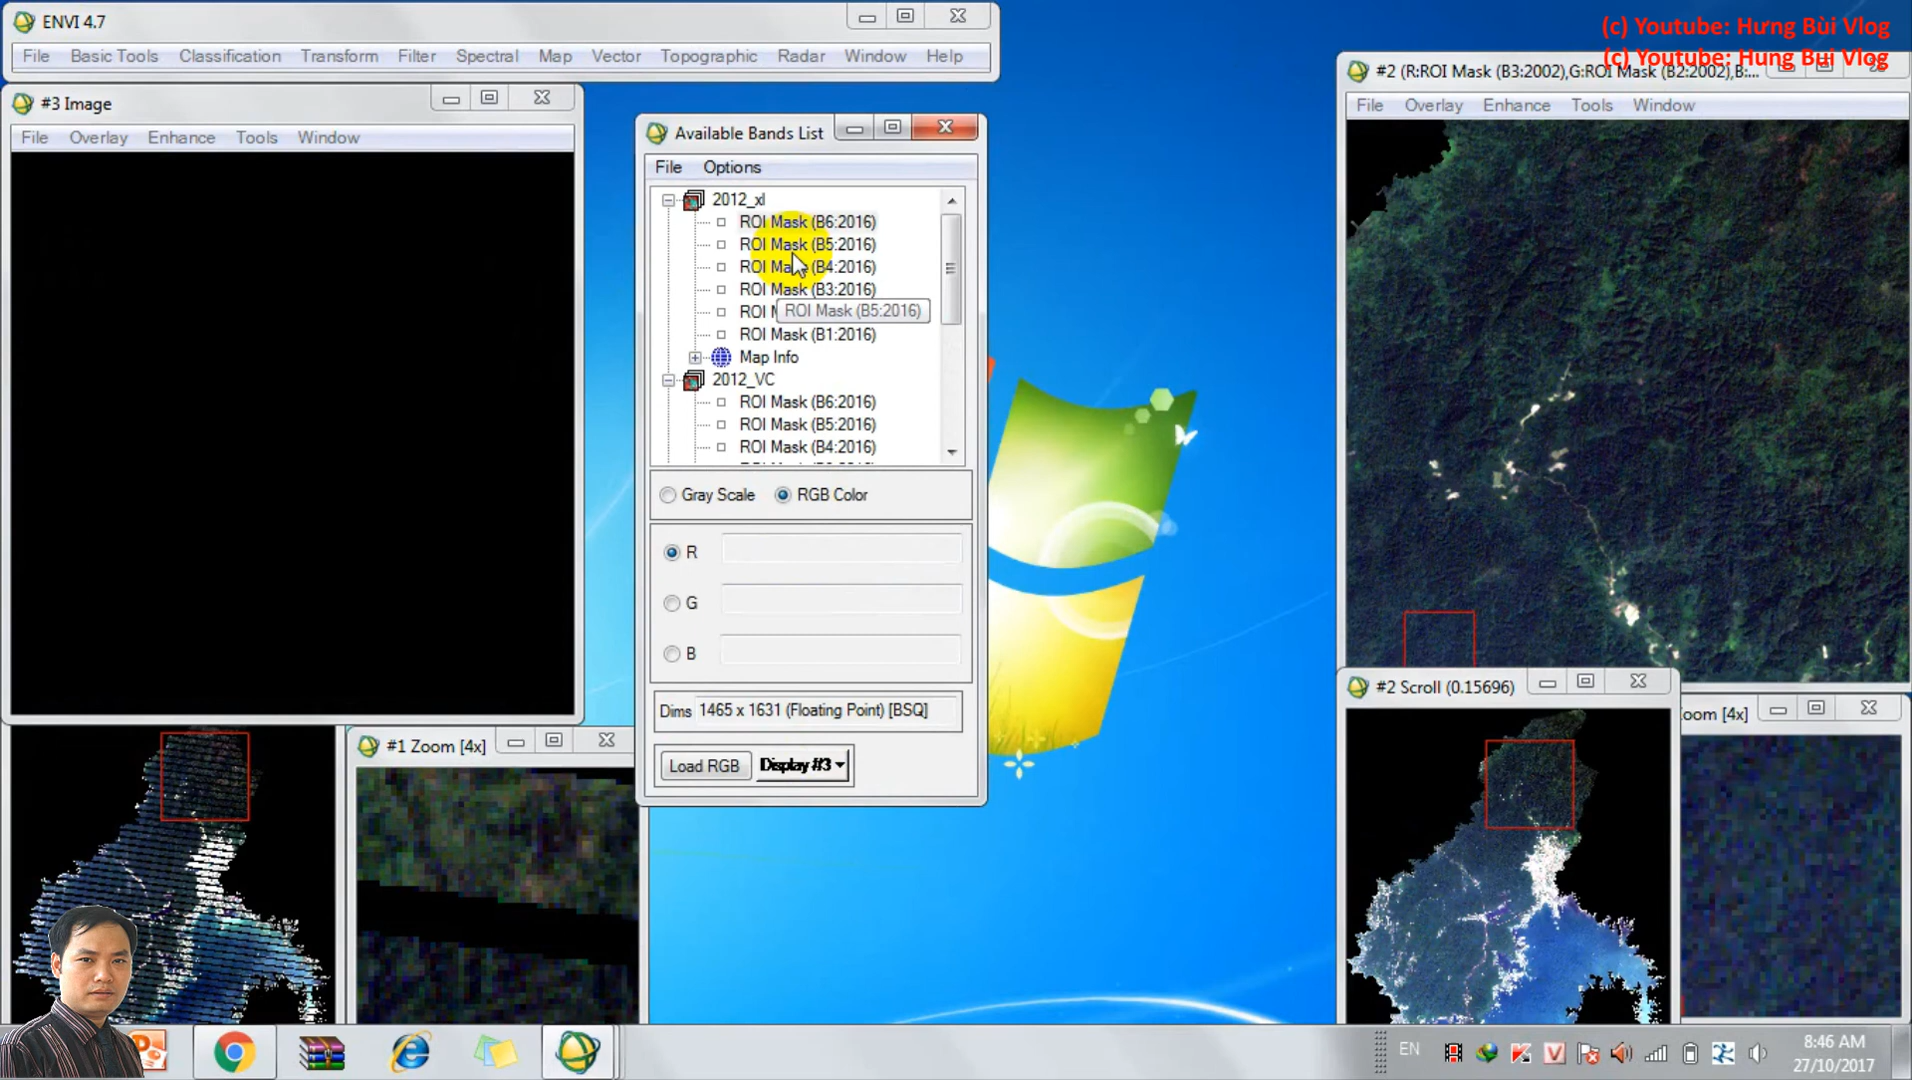 ENVI 4.7
File Basic Tools Classification Transform Filter Spectral Map Vector Topographic Radar Window Help
(c) Youtube: Hưng Bùi Vlog
(c) Youtube: Hung Bui Vlog
#3 Image
File Overlay Enhance Tools Window
Available Bands List
File Options
2012_xl
ROI Mask (B6:2016)
ROI Mask (B5:2016)
ROI Mask (B4:2016)
ROI Mask (B3:2016)
ROI M
ROI Mask (B5:2016)
ROI Mask (B1:2016)
Map Info
2012_VC
ROI Mask (B6:2016)
ROI Mask (B5:2016)
ROI Mask (B4:2016)
Gray Scale RGB Color
R
G
B
Dims 1465 x 1631 (Floating Point) [BSQ]
Load RGB Display #3
#2 (R:ROI Mask (B3:2002),G:ROI Mask (B2:2002),B:...
File Overlay Enhance Tools Window
#2 Scroll (0.15696)
oom [4x]
#1 Zoom [4x]
EN
8:46 AM
27/10/2017